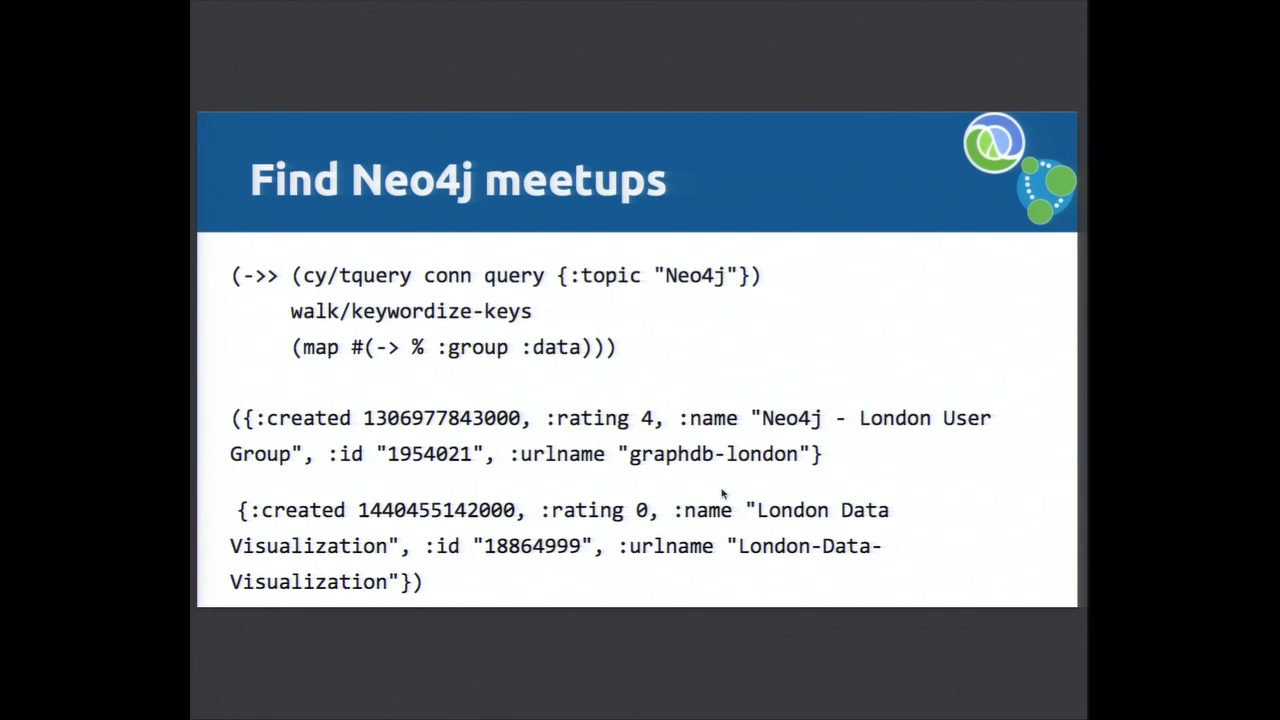 Find Neo4j meetups
(->> (cy/tquery conn query {:topic "Neo4j"})
walk/keywordize-keys
(map #(-> % :group :data)))
({:created 1306977843000, :rating 4, :name "Neo4j - London User
Group", :id "1954021", :urlname "graphdb-london"}
{:created 1440455142000, :rating 0, :name "London Data
Visualization", :id "18864999", :urlname "London-Data-
Visualization"})